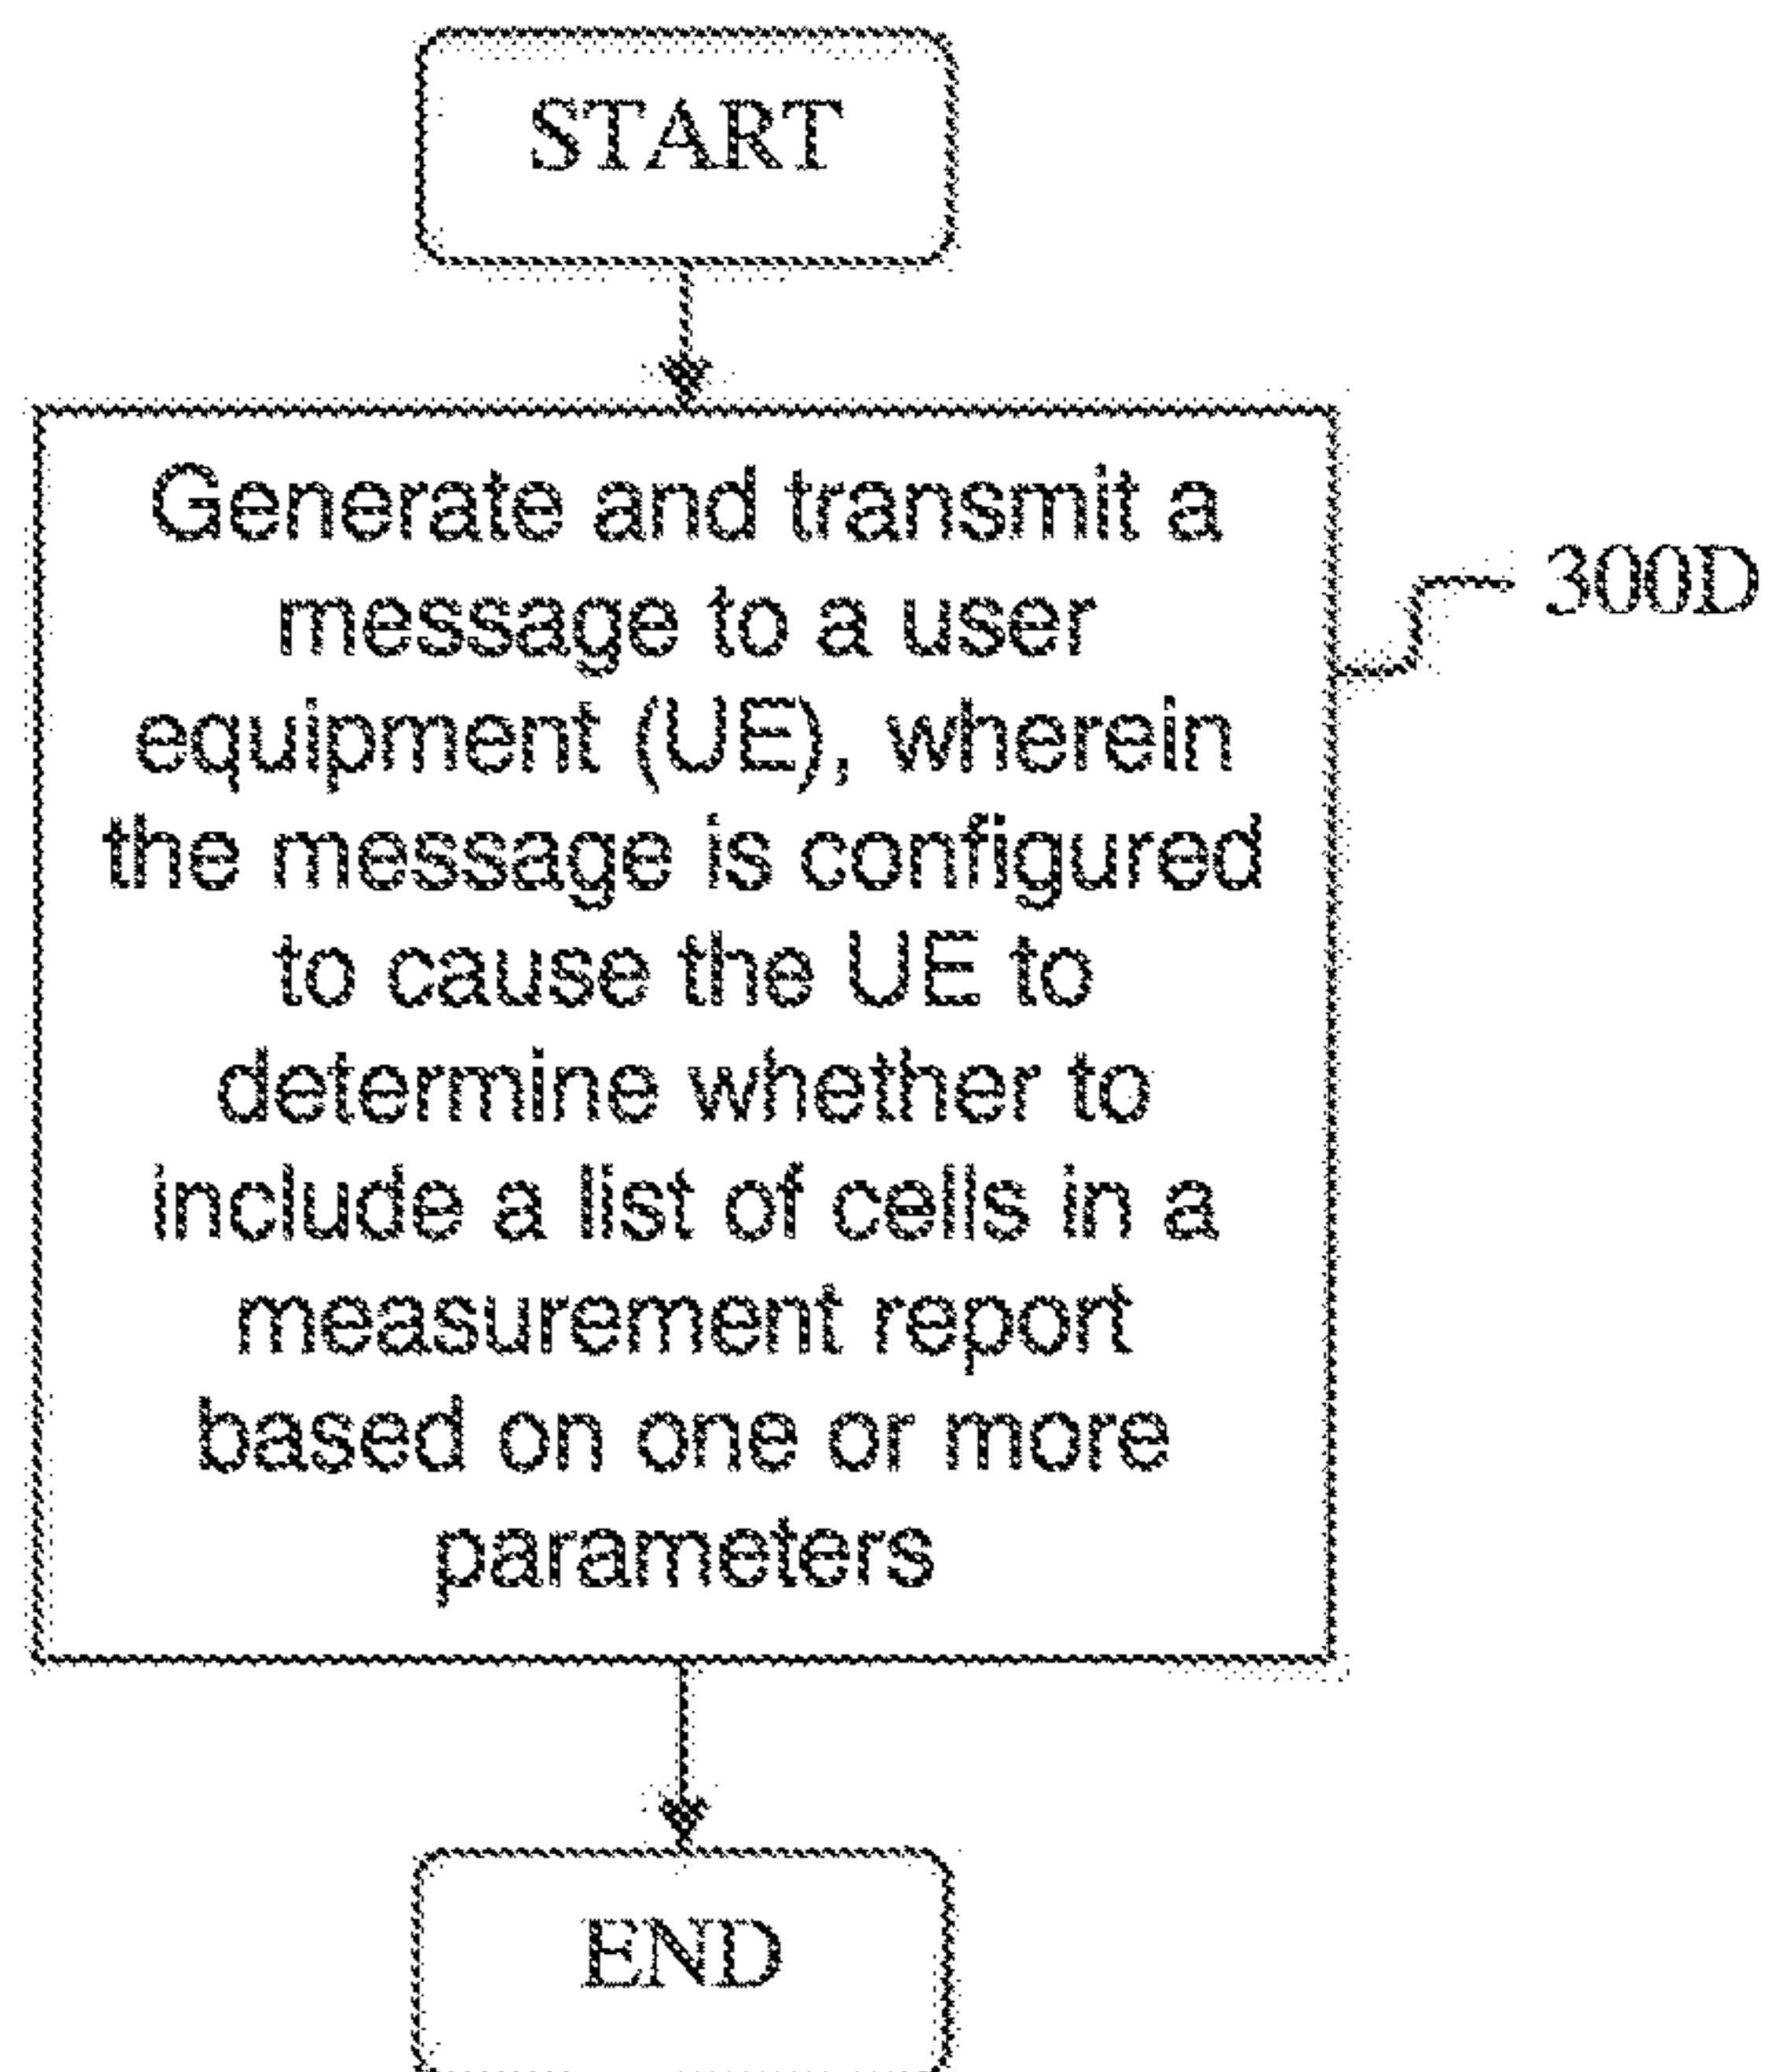 START
Generate and transmit a
message to a user
equipment (UE), wherein
the message is configured
to cause the UE to
determine whether to
include a list of cells in a
measurement report
based on one or more
parameters
300D
END